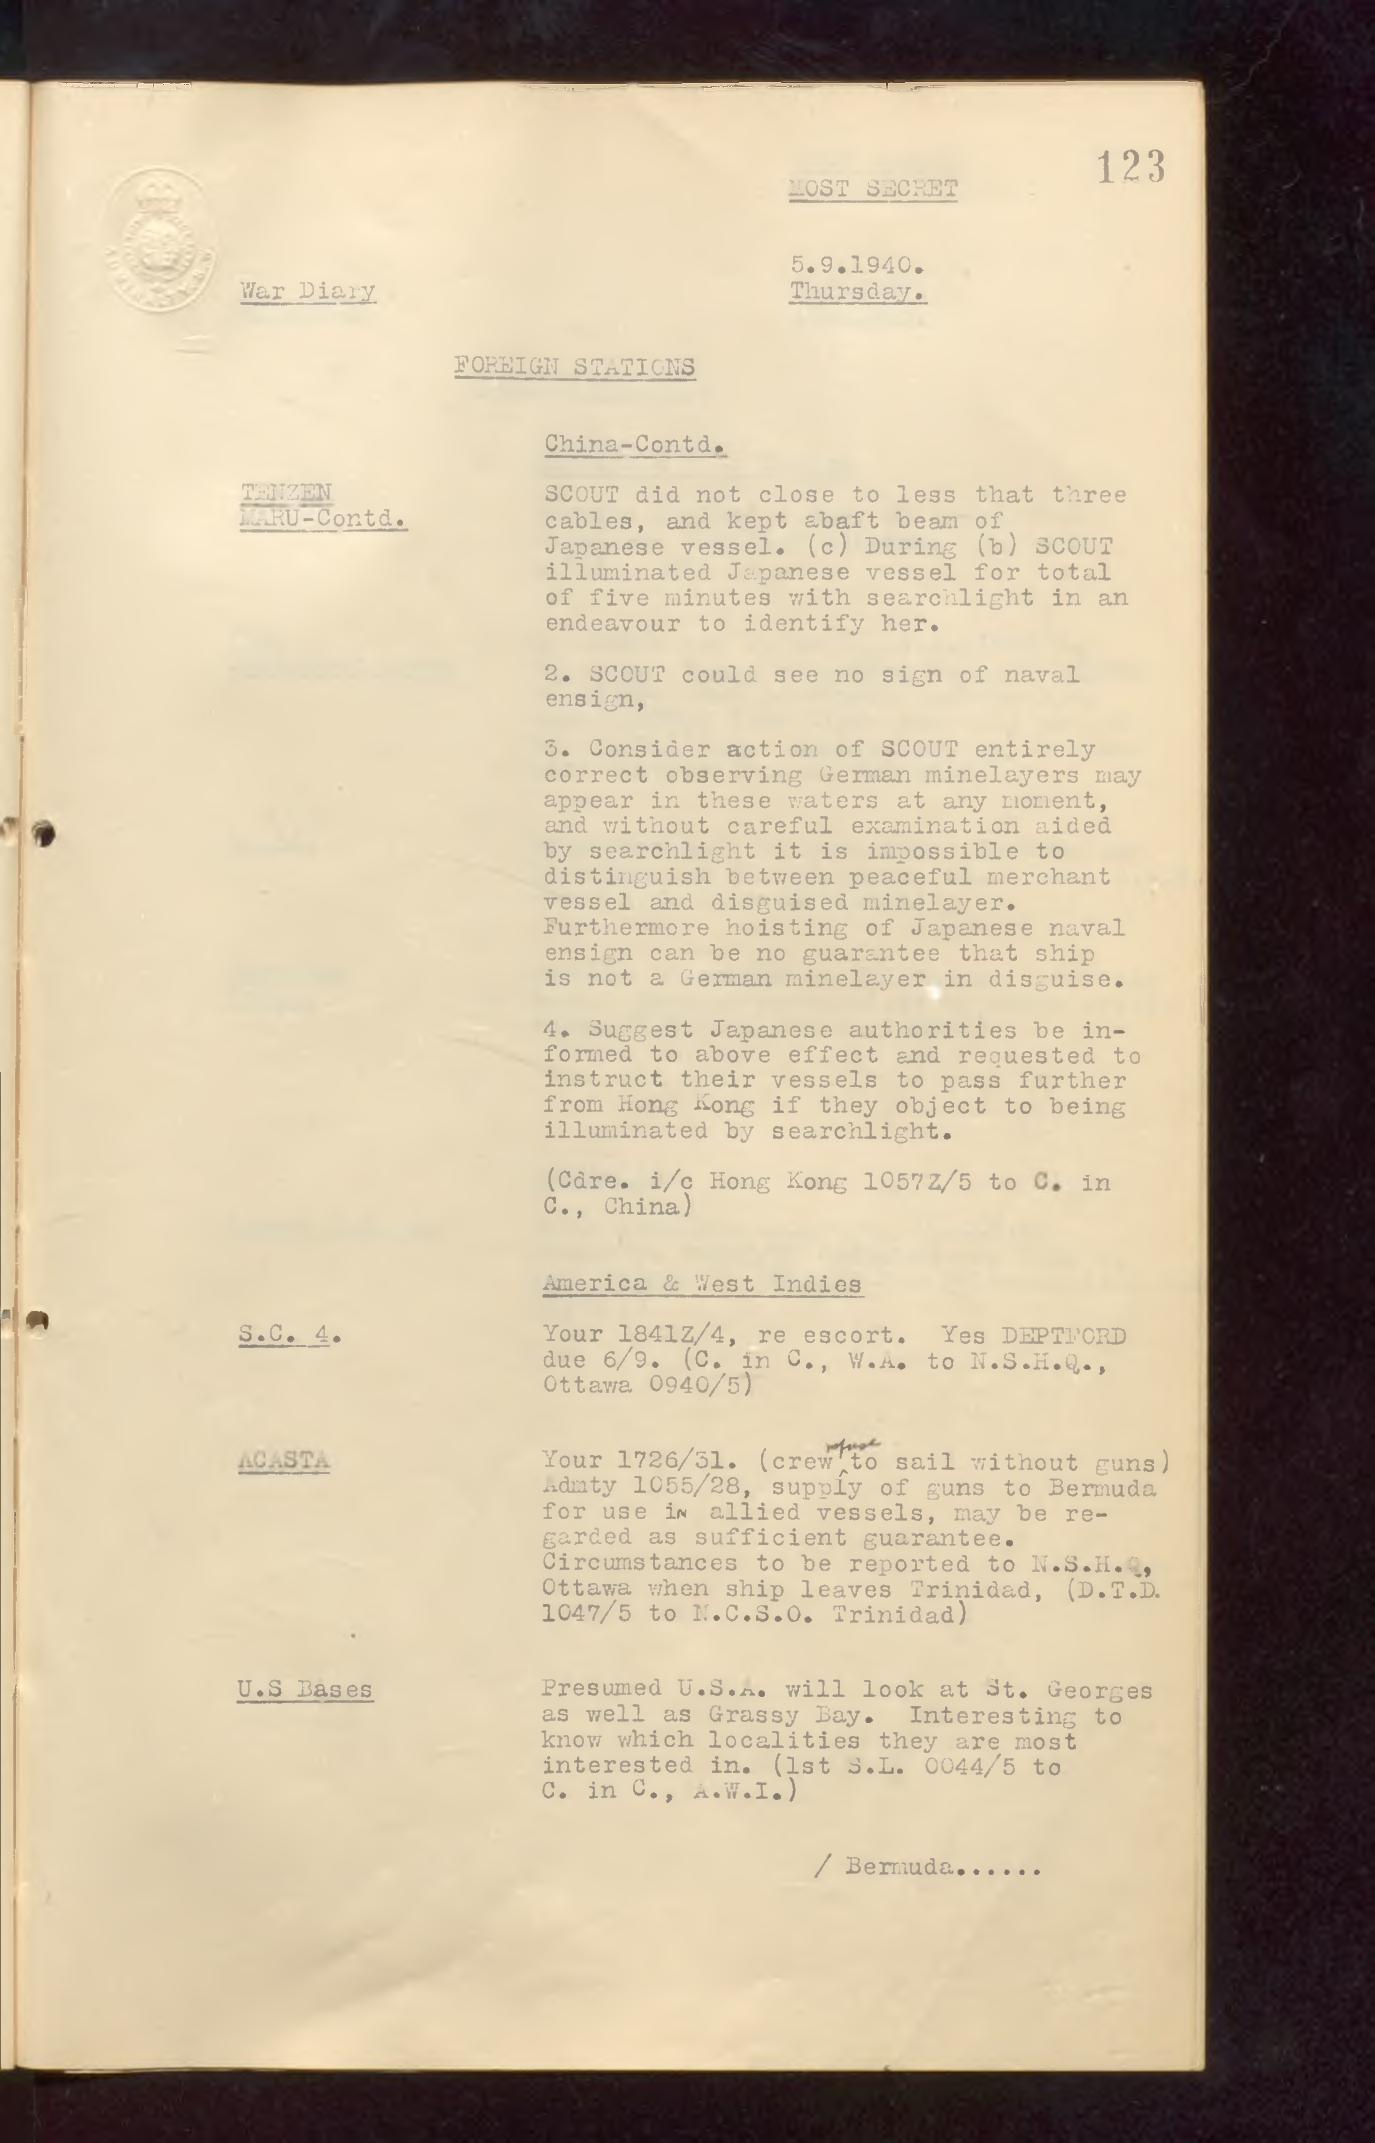 123
MOST SECRET
5.9.1940.
War Diary
Thursday.
FOREIGN STATIONS
China-Contd.
TENZEN
MARU-Contd.
SCOUT did not close to less that three
cables, and kept abaft beam of
Japanese vessel. (c) During (b) SCOUT
illuminated Japanese vessel for total
of five minutes with searchlight in an
endeavour to identify her.
2. SCOUT could see no sign of naval
ensign,
3. Consider action of SCOUT entirely
correct observing German minelayers may
appear in these waters at any moment,
and without careful examination aided
by searchlight it is impossible to
distinguish between peaceful merchant
vessel and disguised minelayer.
Furthermore hoisting of Japanese naval
ensign can be no guarantee that ship
is not a German minelayer in disguise.
4. Suggest Japanese authorities be in-
formed to above effect and requested to
instruct their vessels to pass further
from Hong Kong if they object to being
illuminated by searchlight.
(Cdre. i/c Hong Kong 1057Z/5 to C. in
C., China)
America & West Indies
S.C. 4.
Your 1841Z/4, re escort. Yes DEPTFORD
due 6/9. (C. in C., W.A. to N.S.H.Q.,
Ottawa 0940/5)
ACASTA
Your 1726/31. (crew refuse to sail without guns)
Admty 1055/28, supply of guns to Bermuda
for use in allied vessels, may be re-
garded as sufficient guarantee.
Circumstances to be reported to N.S.H.Q,
Ottawa when ship leaves Trinidad, (D.T.D.
1047/5 to N.C.S.O. Trinidad)
U.S Bases
Presumed U.S.A. will look at St. Georges
as well as Grassy Bay. Interesting to
know which localities they are most
interested in. (1st S.L. 0044/5 to
C. in C., A.W.I.)
/ Bermuda......